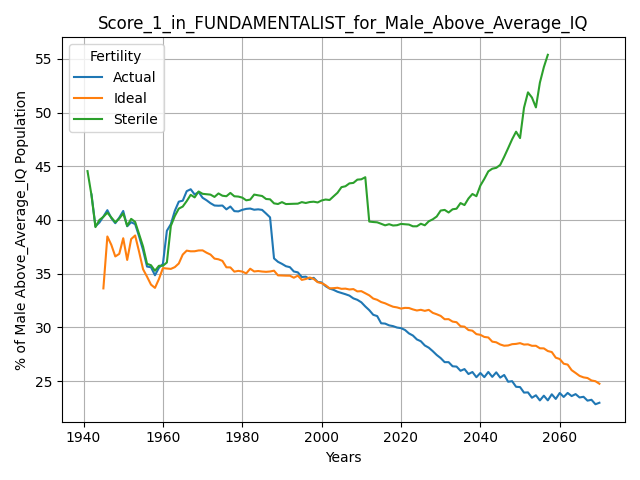 Score_1_in_FUNDAMENTALIST_for_Male_Above_Average_IQ
Fertility
Actual
Ideal
Sterile
% of Male Above_Average_IQ Population
55
50
45
40
35
30
25
1940 1960 1980 2000 2020 2040 2060
Years